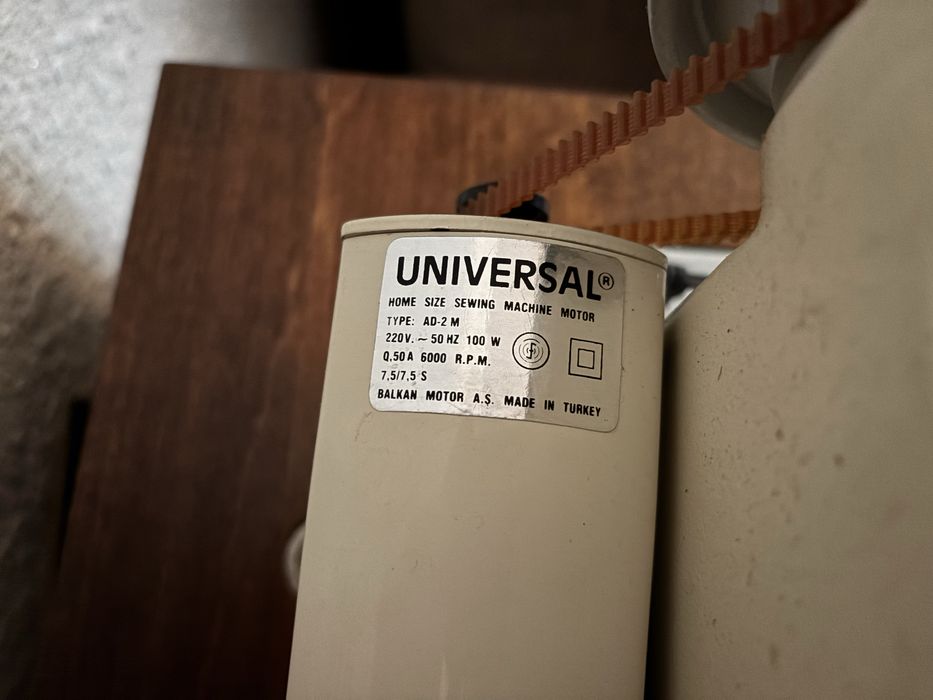 UNIVERSAL®
HOME SIZE SEWING MACHINE MOTOR
TYPE: AD-2 M
220V. ~ 50 HZ 100 W
0,50 A 6000 R.P.M.
7,5/7,5 S
BALKAN MOTOR A.Ş. MADE IN TURKEY